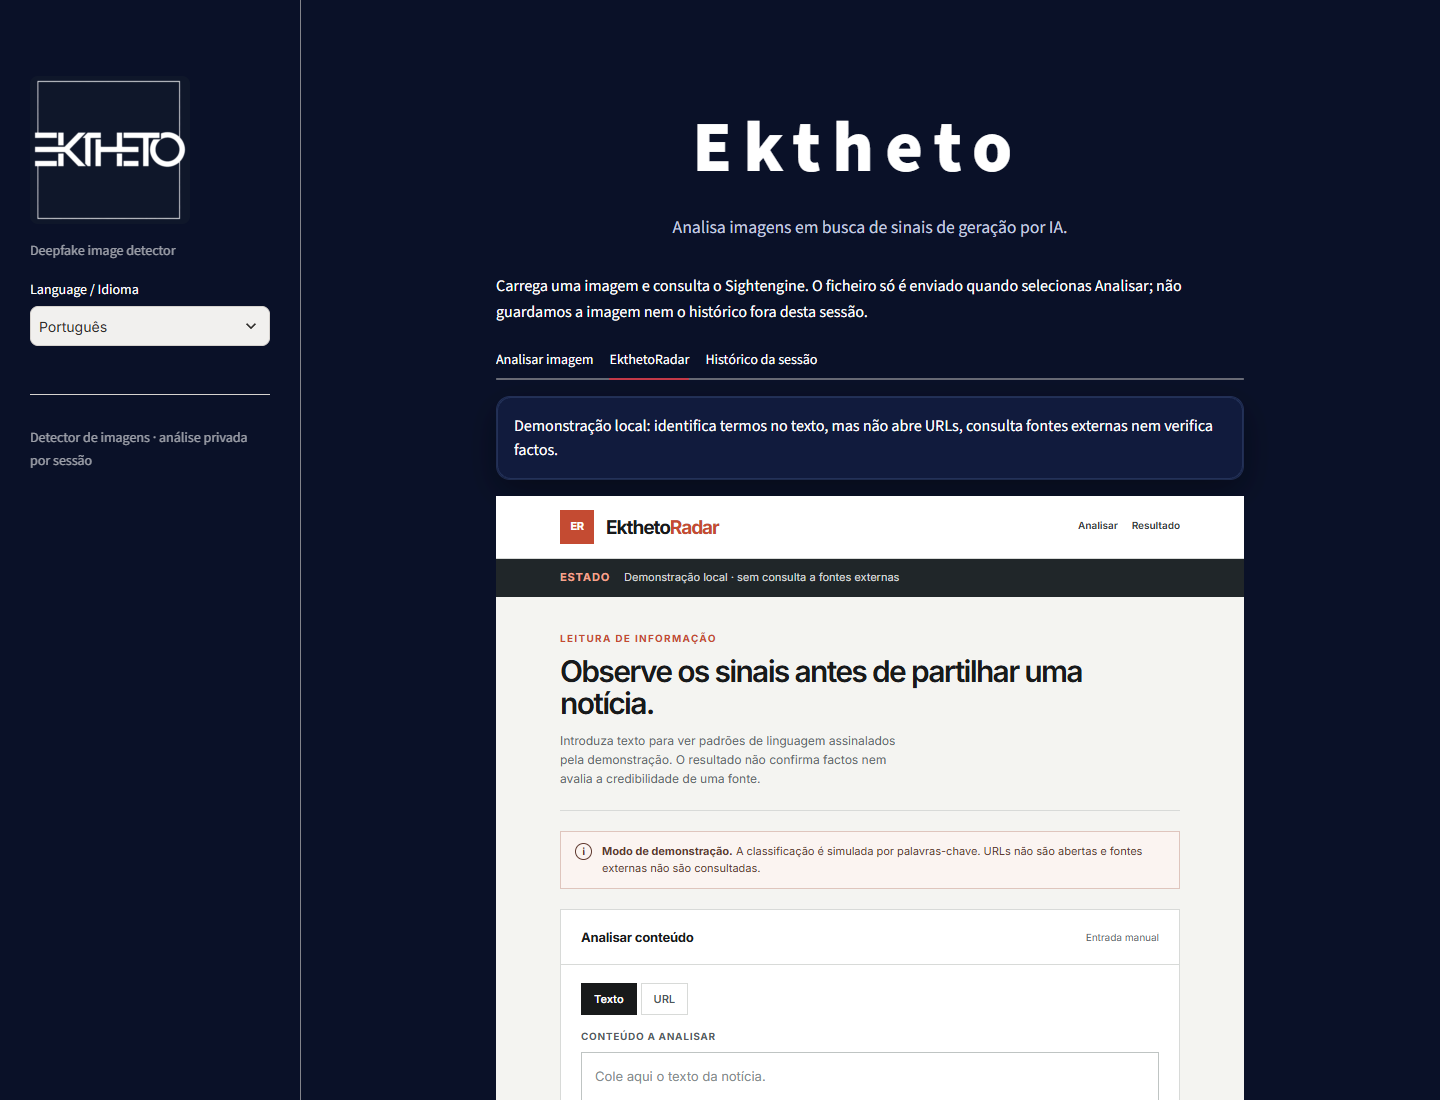 EKTHETO
Deepfake image detector
Language / Idioma
Português
Detector de imagens · análise privada
por sessão
Ektheto
Analisa imagens em busca de sinais de geração por IA.
Carrega uma imagem e consulta o Sightengine. O ficheiro só é enviado quando selecionas Analisar; não
guardamos a imagem nem o histórico fora desta sessão.
Analisar imagem EkthetoRadar Histórico da sessão
Demonstração local: identifica termos no texto, mas não abre URLs, consulta fontes externas nem verifica
factos.
ER EkthetoRadar Analisar Resultado
ESTADO Demonstração local · sem consulta a fontes externas
LEITURA DE INFORMAÇÃO
Observe os sinais antes de partilhar uma
notícia.
Introduza texto para ver padrões de linguagem assinalados
pela demonstração. O resultado não confirma factos nem
avalia a credibilidade de uma fonte.
i Modo de demonstração. A classificação é simulada por palavras-chave. URLs não são abertas e fontes
externas não são consultadas.
Analisar conteúdo Entrada manual
Texto URL
CONTEÚDO A ANALISAR
Cole aqui o texto da notícia.